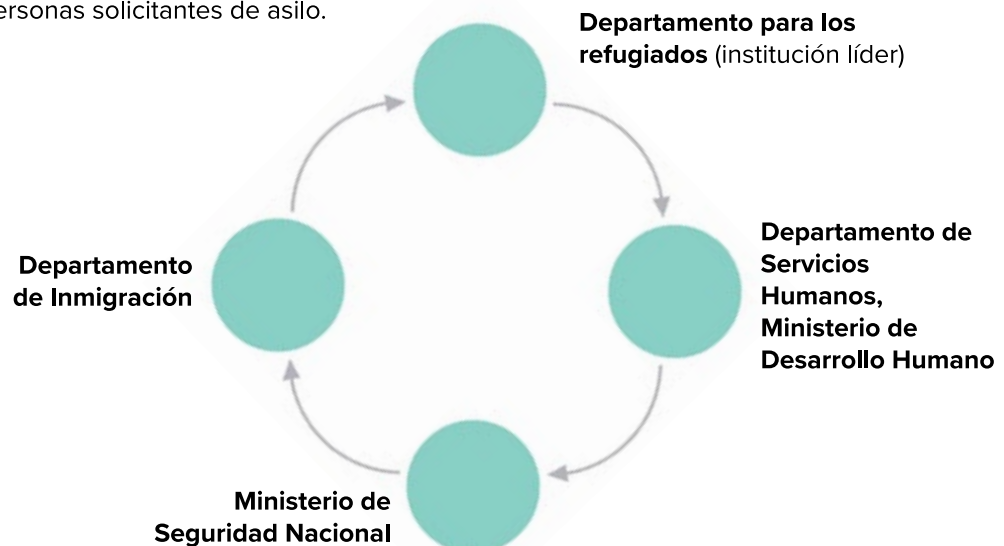 personas solicitantes de asilo.
Departamento para los
refugiados (institución líder)
Departamento de
Servicios
Humanos,
Ministerio de
Desarrollo Humano
Departamento
de Inmigración
Ministerio de
Seguridad Nacional